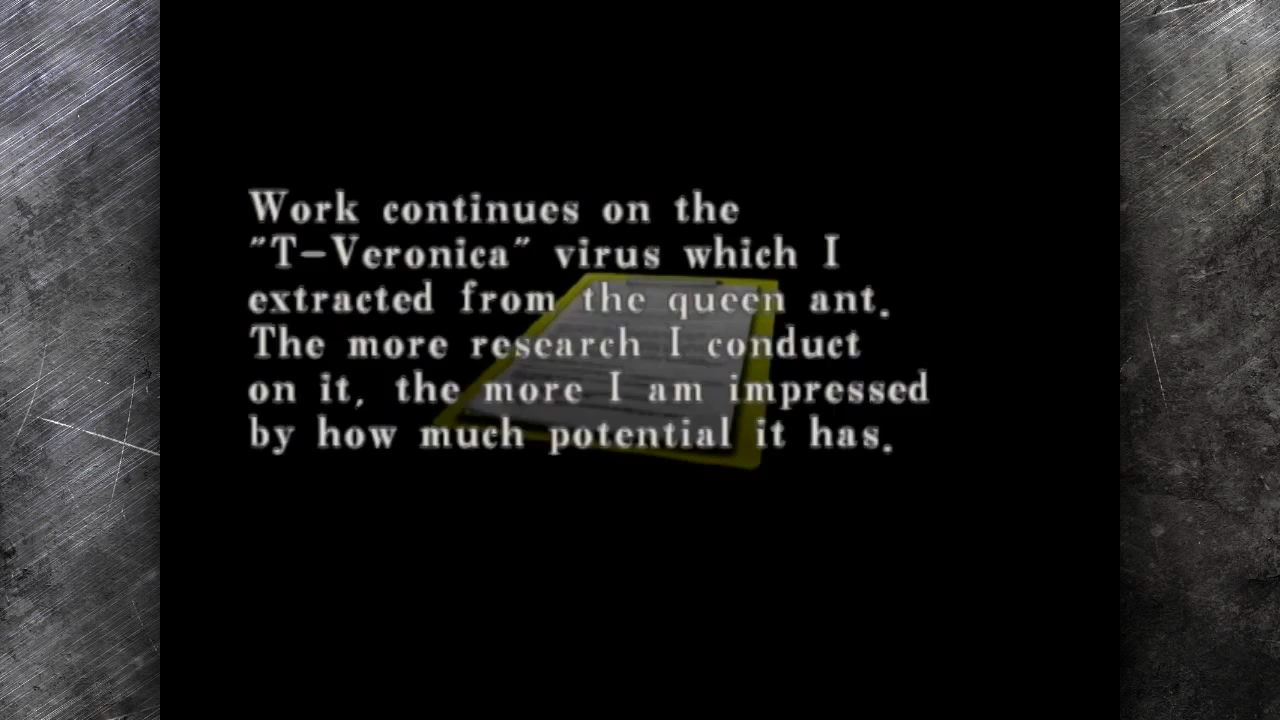 Work continues on the
"T-Veronica" virus which I
extracted from the queen ant.
The more research I conduct
on it, the more I am impressed
by how much potential it has.